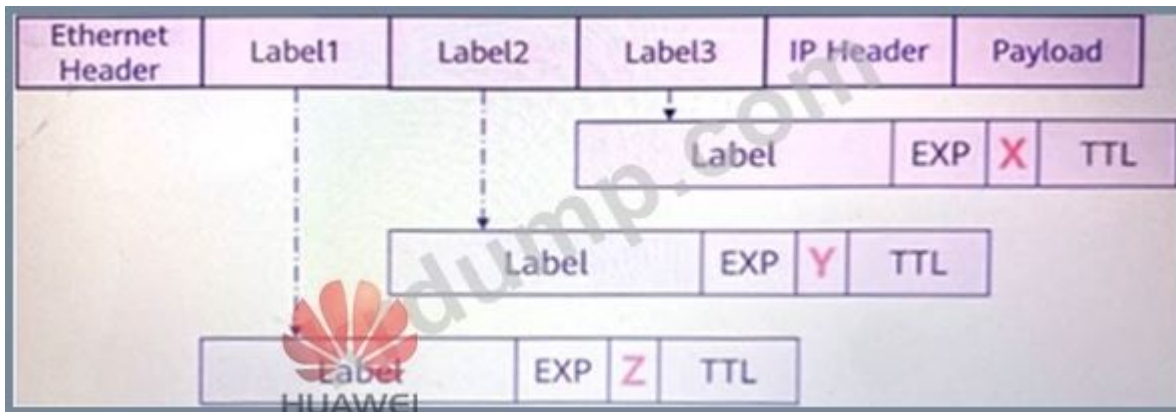 Ethernet Header Label1 Label2 Label3 IP Header Payload
Label EXP X TTL
Label EXP Y TTL
Label EXP Z TTL
HUAWEI
dump.com